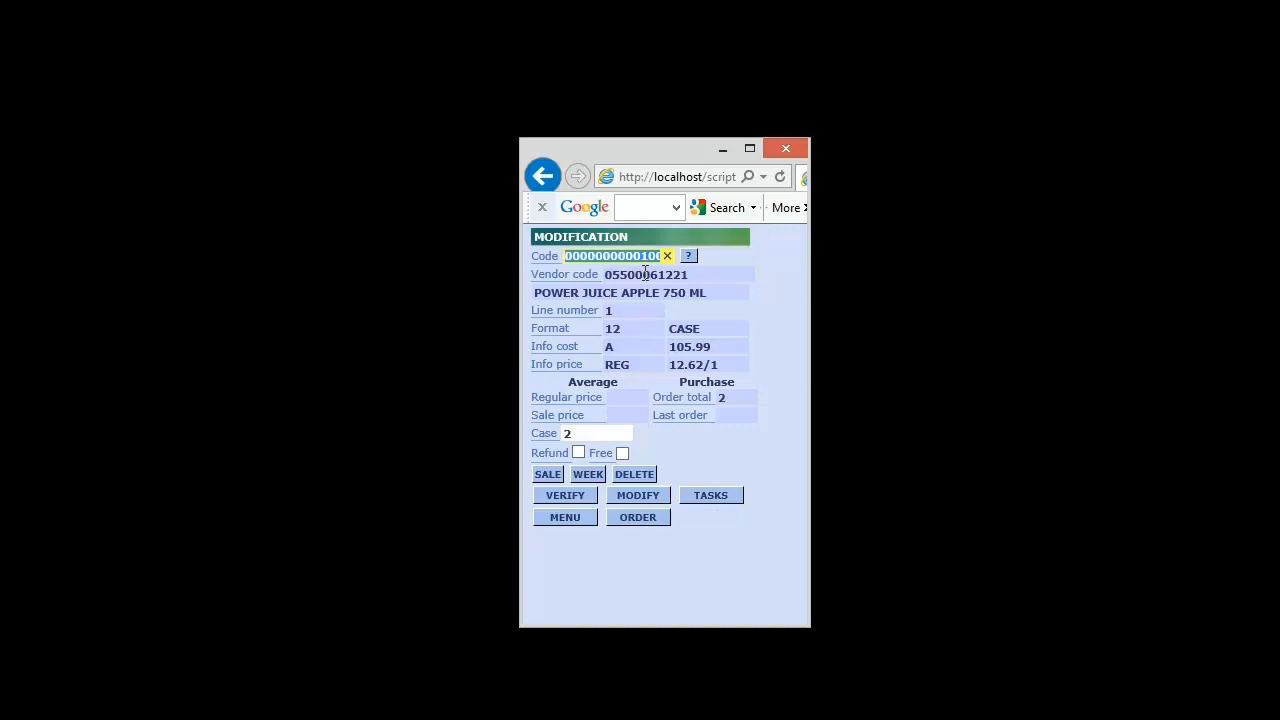 http://localhost/script
Google Search More
MODIFICATION
Code 0000000000100 ?
Vendor code 05500061221
POWER JUICE APPLE 750 ML
Line number 1
Format 12 CASE
Info cost A 105.99
Info price REG 12.62/1
Average Purchase
Regular price Order total 2
Sale price Last order
Case 2
Refund Free
SALE WEEK DELETE
VERIFY MODIFY TASKS
MENU ORDER